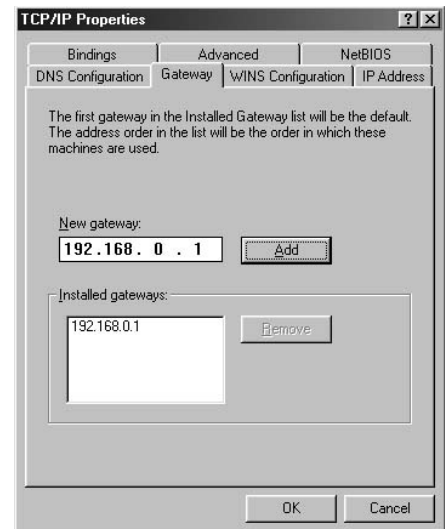 TCP/IP Properties ? ×
Bindings Advanced NetBIOS
DNS Configuration Gateway WINS Configuration IP Address
The first gateway in the Installed Gateway list will be the default.
The address order in the list will be the order in which these
machines are used.
New gateway:
192.168. 0 . 1 Add
Installed gateways:
192.168.0.1 Remove
OK Cancel